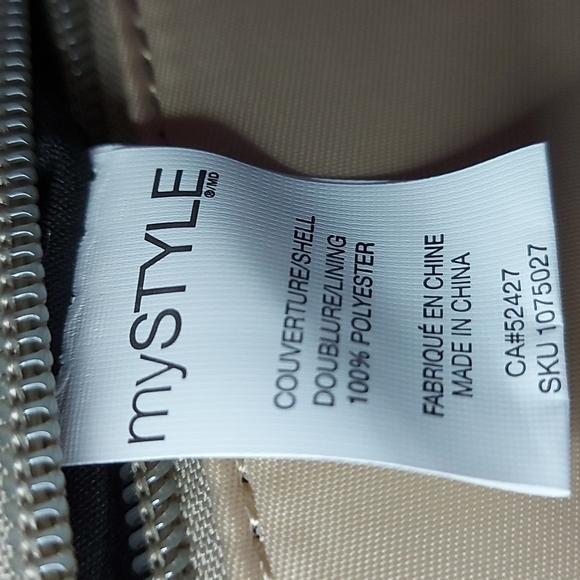 mySTYLE
®/MD
COUVERTURE/SHELL
DOUBLURE/LINING
100% POLYESTER
FABRIQUÉ EN CHINE
MADE IN CHINA
CA#52427
SKU 1075027